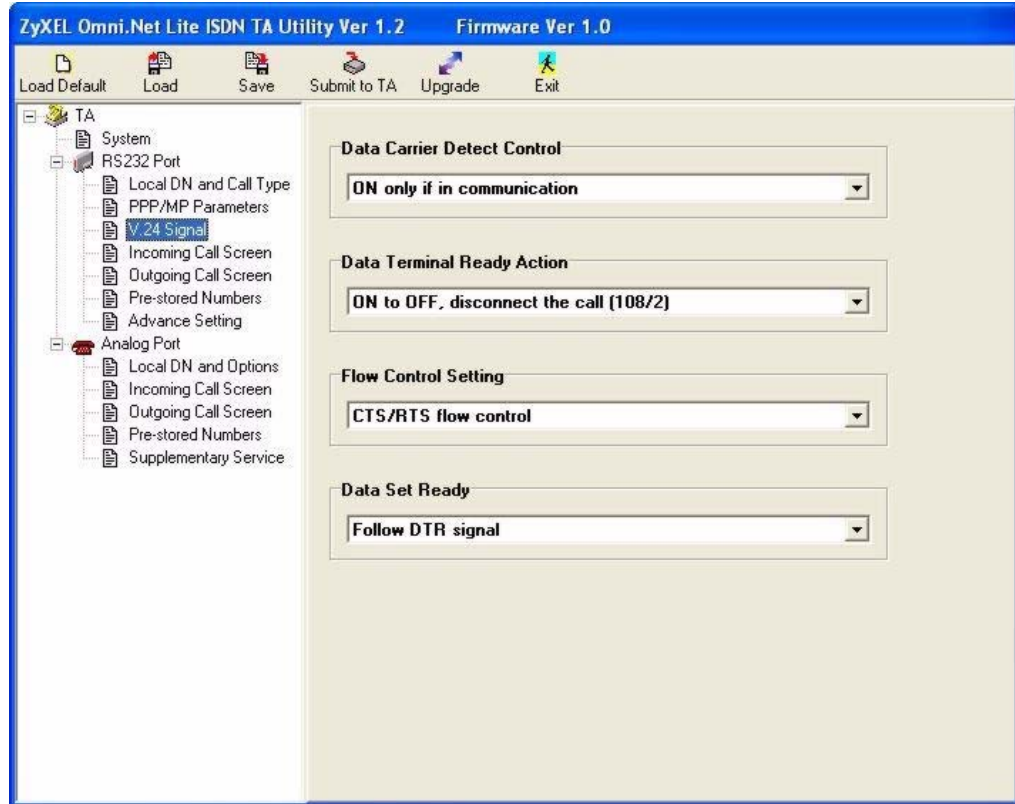 ZyXEL Omni.Net Lite ISDN TA Utility Ver 1.2 Firmware Ver 1.0
Load Default Load Save Submit to TA Upgrade Exit
TA
System
RS232 Port
Local DN and Call Type
PPP/MP Parameters
V.24 Signal
Incoming Call Screen
Outgoing Call Screen
Pre-stored Numbers
Advance Setting
Analog Port
Local DN and Options
Incoming Call Screen
Outgoing Call Screen
Pre-stored Numbers
Supplementary Service
Data Carrier Detect Control
ON only if in communication
Data Terminal Ready Action
ON to OFF, disconnect the call (108/2)
Flow Control Setting
CTS/RTS flow control
Data Set Ready
Follow DTR signal